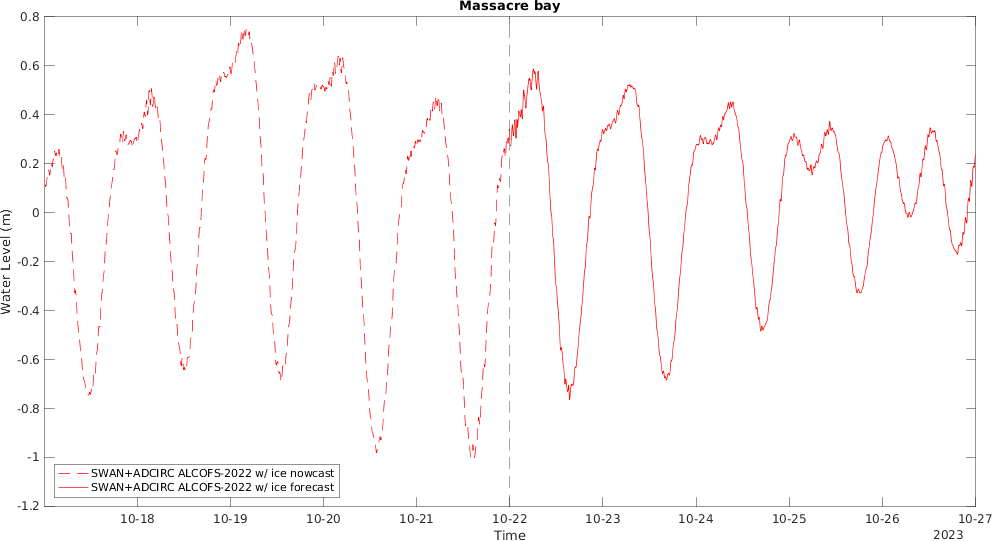 Massacre bay
0.8
0.6
0.4
0.2
0
-0.2
-0.4
-0.6
-0.8
-1
-1.2
Water Level (m)
SWAN+ADCIRC ALCOFS-2022 w/ ice nowcast
SWAN+ADCIRC ALCOFS-2022 w/ ice forecast
10-18 10-19 10-20 10-21 10-22 10-23 10-24 10-25 10-26 10-27
Time
2023